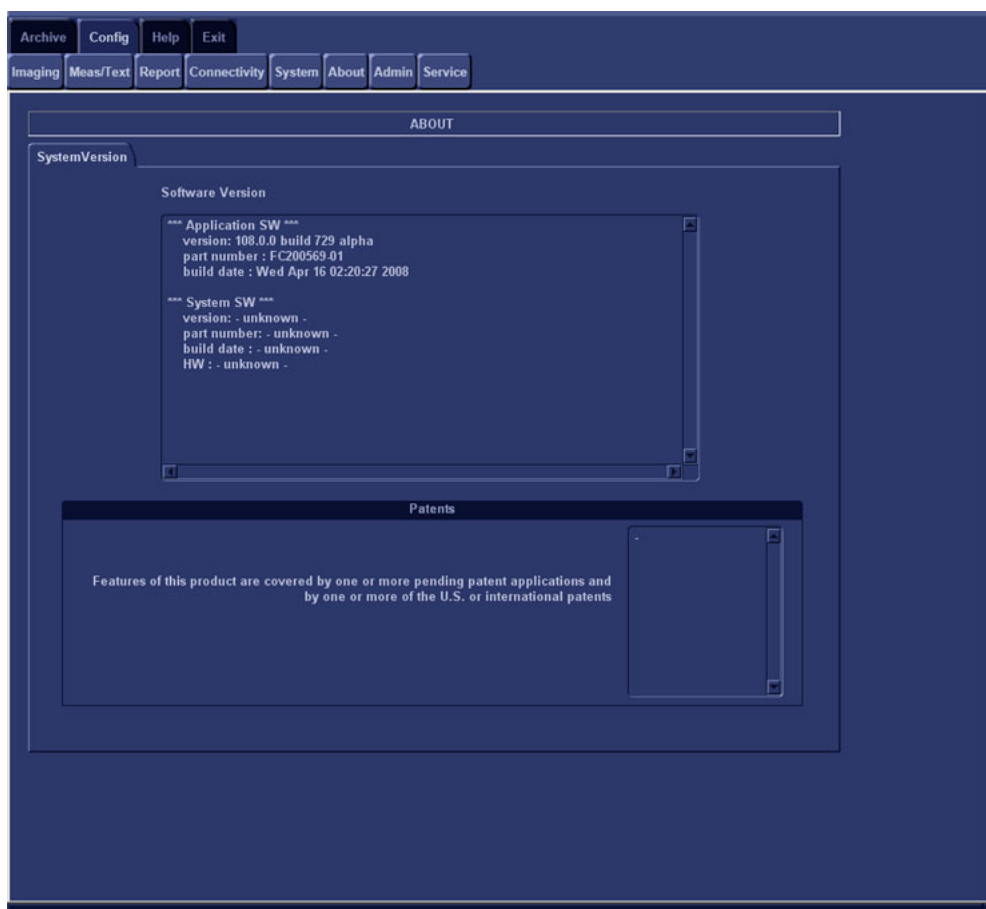 Archive Config Help Exit
Imaging Meas/Text Report Connectivity System About Admin Service
ABOUT
SystemVersion
Software Version
*** Application SW ***
version: 108.0.0 build 729 alpha
part number : FC200569-01
build date : Wed Apr 16 02:20:27 2008
*** System SW ***
version: - unknown -
part number: - unknown -
build date : - unknown -
HW : - unknown -
Patents
-
Features of this product are covered by one or more pending patent applications and
by one or more of the U.S. or international patents